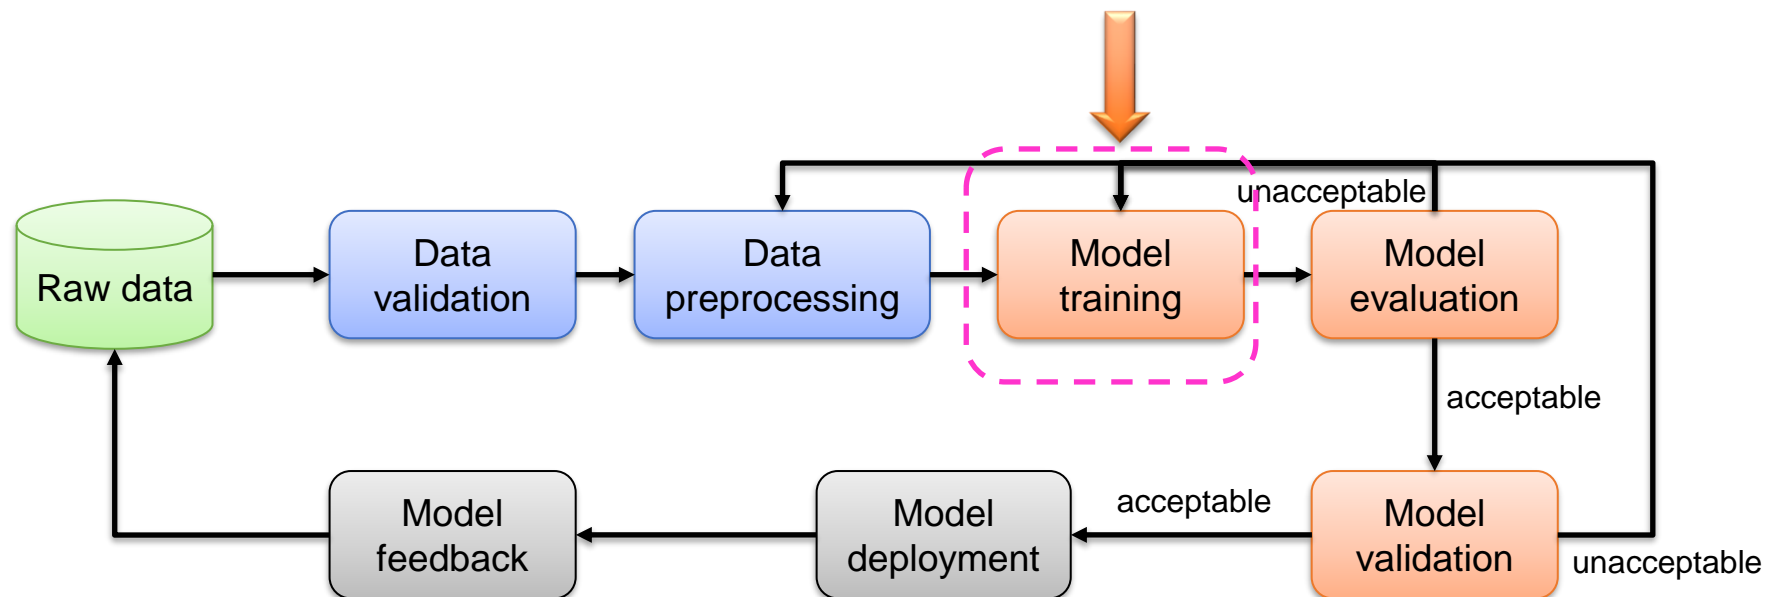 unacceptable
Raw data
Data
validation
Data
preprocessing
Model
training
Model
evaluation
acceptable
Model
feedback
Model
deployment
acceptable
Model
validation
unacceptable